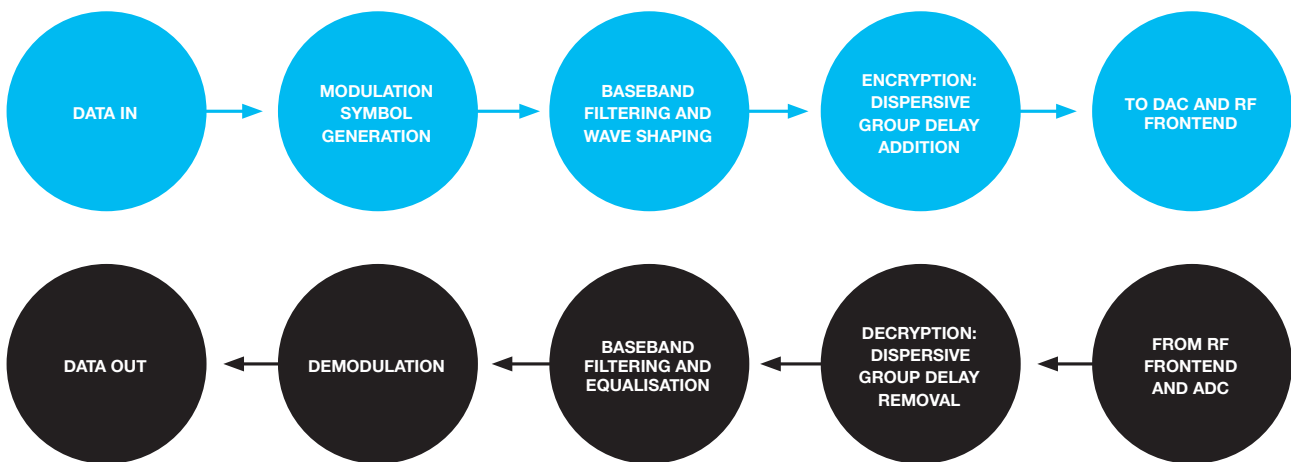 DATA IN
MODULATION
SYMBOL
GENERATION
BASEBAND
FILTERING AND
WAVE SHAPING
ENCRYPTION:
DISPERSIVE
GROUP DELAY
ADDITION
TO DAC AND RF
FRONTEND
DATA OUT
DEMODULATION
BASEBAND
FILTERING AND
EQUALISATION
DECRYPTION:
DISPERSIVE
GROUP DELAY
REMOVAL
FROM RF
FRONTEND
AND ADC